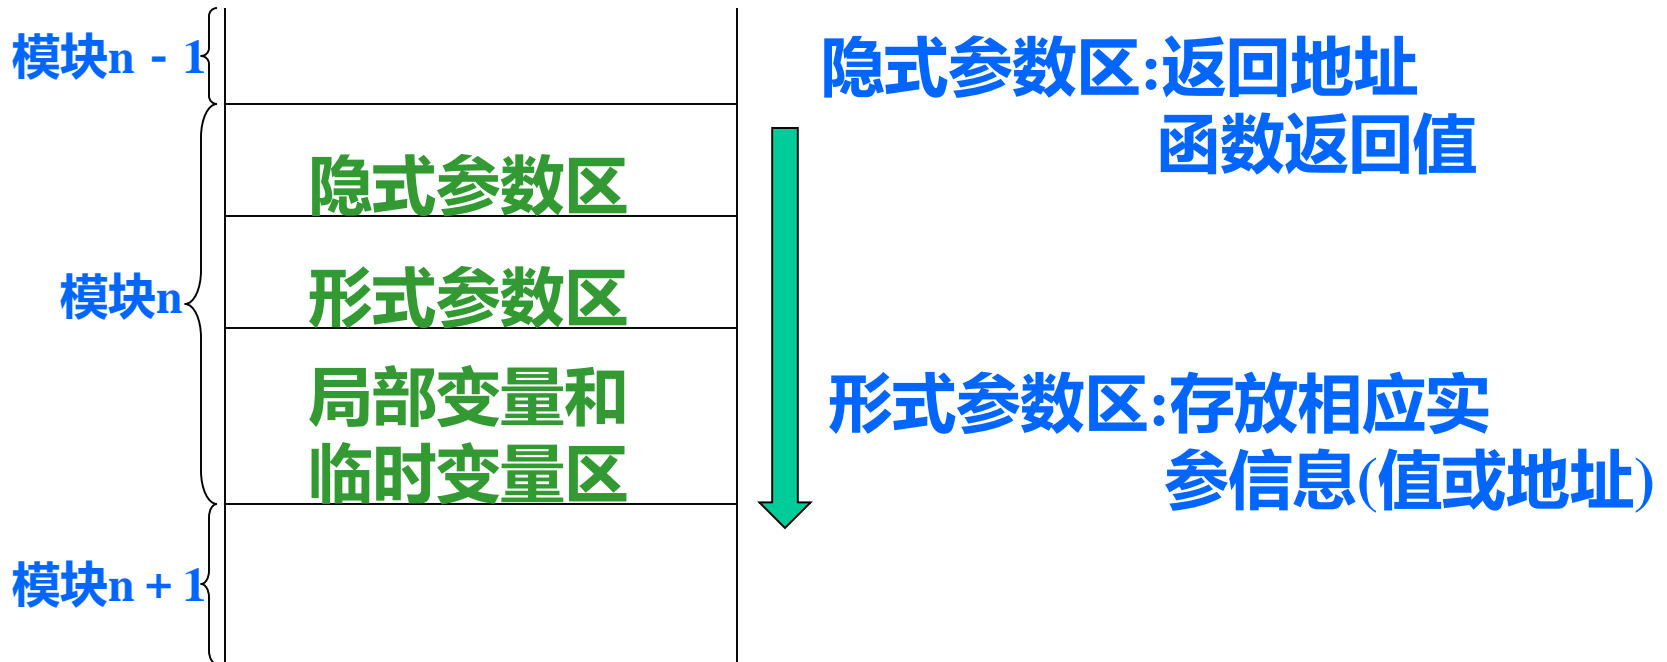 模块n - 1
隐式参数区:返回地址
函数返回值
隐式参数区
模块n
形式参数区
局部变量和
临时变量区
形式参数区:存放相应实
参信息(值或地址)
模块n + 1